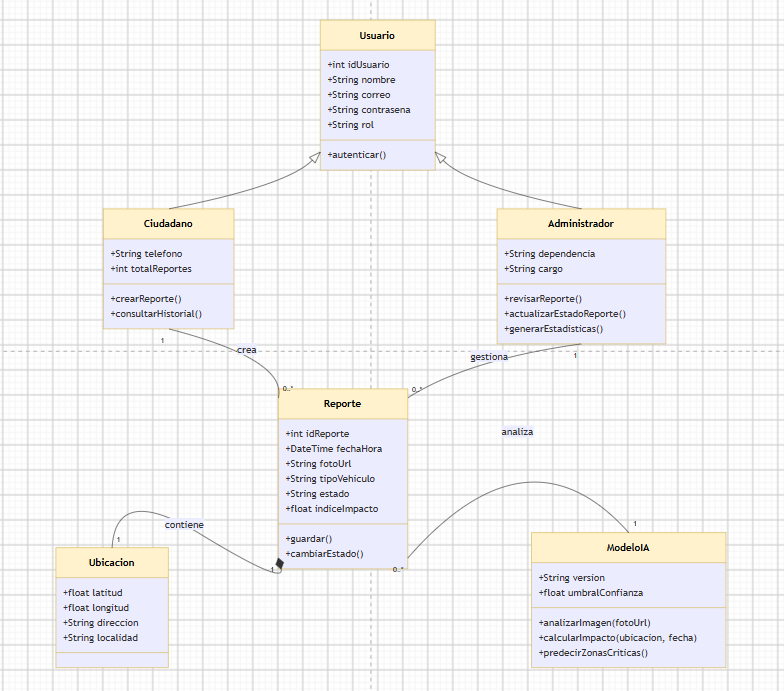 Usuario
+int idUsuario
+String nombre
+String correo
+String contrasena
+String rol
+autenticar()
Ciudadano
+String telefono
+int totalReportes
+crearReporte()
+consultarHistorial()
Administrador
+String dependencia
+String cargo
+revisarReporte()
+actualizarEstadoReporte()
+generarEstadisticas()
1
crea
0..*
gestiona
1
0..*
Reporte
+int idReporte
+DateTime fechaHora
+String fotoUrl
+String tipoVehiculo
+String estado
+float indiceImpacto
+guardar()
+cambiarEstado()
analiza
1
0..*
contiene
1
1
Ubicacion
+float latitud
+float longitud
+String direccion
+String localidad
ModeloIA
+String version
+float umbralConfianza
+analizarImagen(fotoUrl)
+calcularImpacto(ubicacion, fecha)
+predecirZonasCriticas()